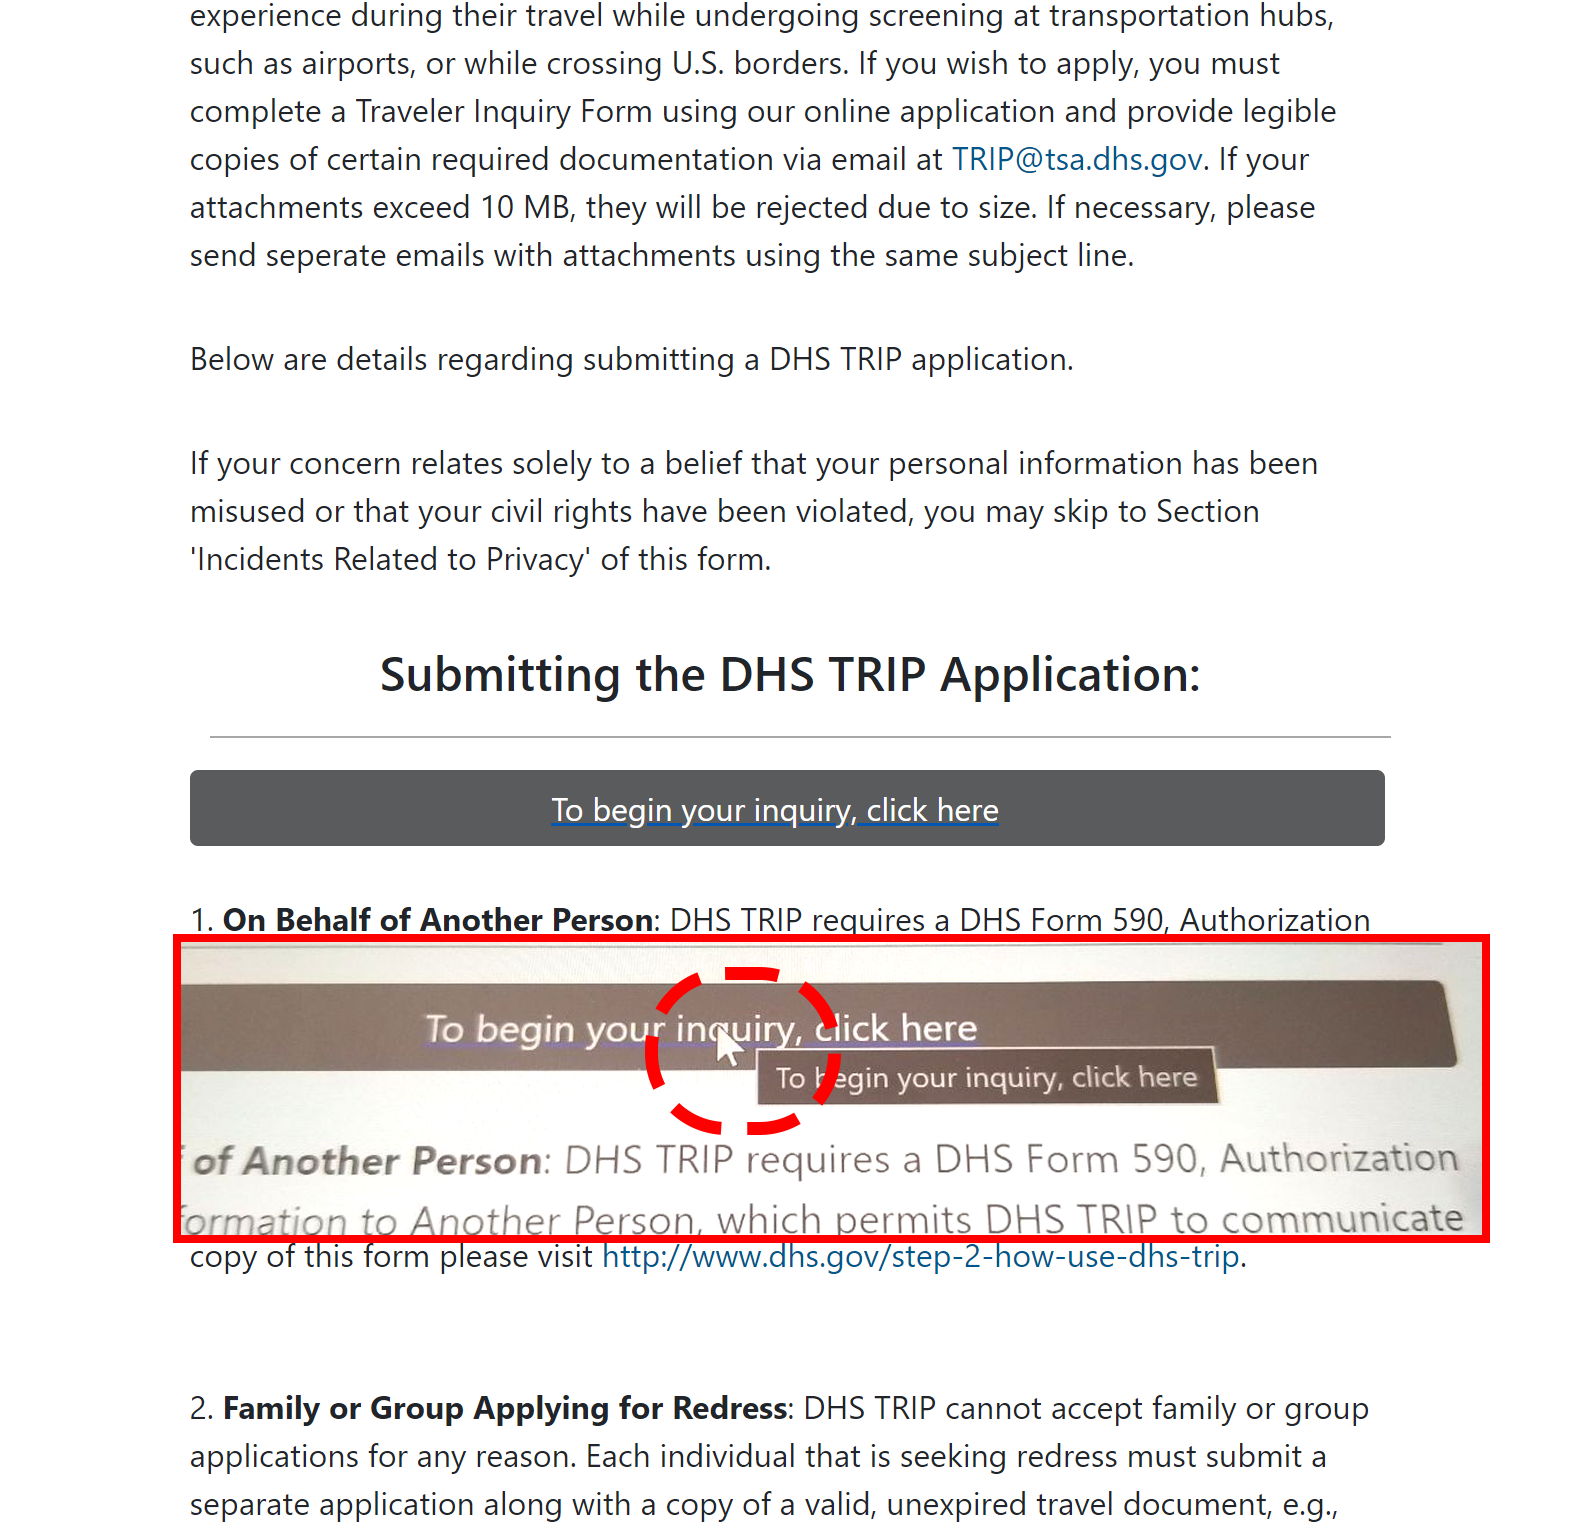 experience during their travel while undergoing screening at transportation hubs,
such as airports, or while crossing U.S. borders. If you wish to apply, you must
complete a Traveler Inquiry Form using our online application and provide legible
copies of certain required documentation via email at TRIP@tsa.dhs.gov. If your
attachments exceed 10 MB, they will be rejected due to size. If necessary, please
send seperate emails with attachments using the same subject line.
Below are details regarding submitting a DHS TRIP application.
If your concern relates solely to a belief that your personal information has been
misused or that your civil rights have been violated, you may skip to Section
'Incidents Related to Privacy' of this form.
Submitting the DHS TRIP Application:
To begin your inquiry, click here
1. On Behalf of Another Person: DHS TRIP requires a DHS Form 590, Authorization
To begin your inquiry, click here
To begin your inquiry, click here
of Another Person: DHS TRIP requires a DHS Form 590, Authorization
formation to Another Person, which permits DHS TRIP to communicate
copy of this form please visit http://www.dhs.gov/step-2-how-use-dhs-trip.
2. Family or Group Applying for Redress: DHS TRIP cannot accept family or group
applications for any reason. Each individual that is seeking redress must submit a
separate application along with a copy of a valid, unexpired travel document, e.g.,